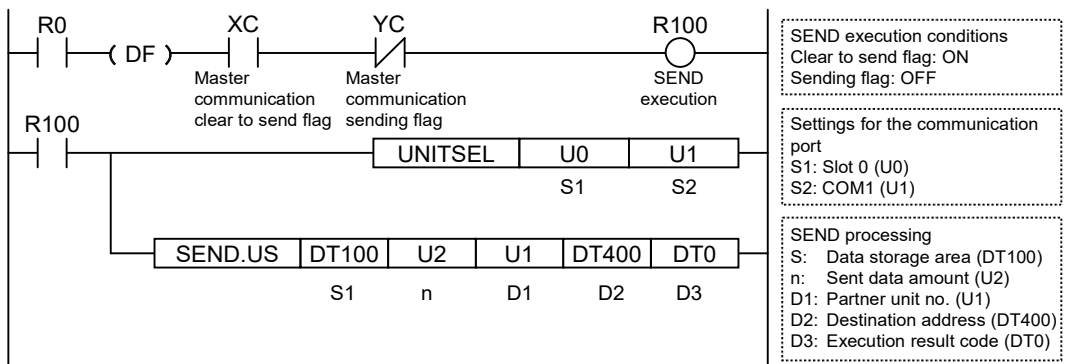 R0 XC YC R100
( DF )
Master communication clear to send flag
Master communication sending flag
SEND execution
SEND execution conditions
Clear to send flag: ON
Sending flag: OFF
R100
UNITSEL U0 U1
S1 S2
Settings for the communication
port
S1: Slot 0 (U0)
S2: COM1 (U1)
SEND.US DT100 U2 U1 DT400 DT0
S1 n D1 D2 D3
SEND processing
S: Data storage area (DT100)
n: Sent data amount (U2)
D1: Partner unit no. (U1)
D2: Destination address (DT400)
D3: Execution result code (DT0)